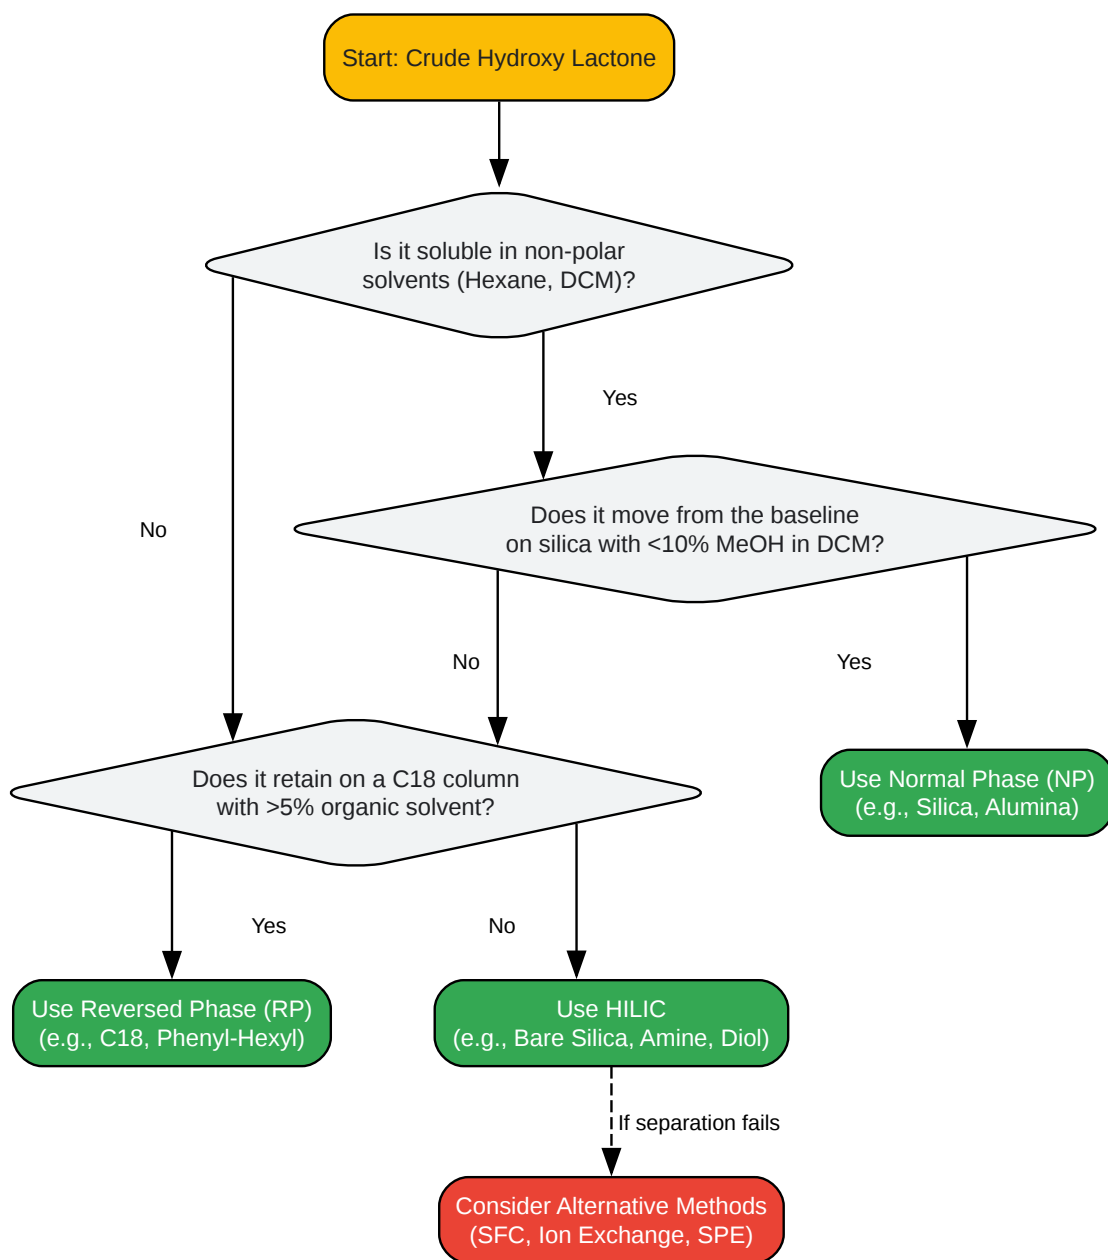 Start: Crude Hydroxy Lactone
Is it soluble in non-polar
solvents (Hexane, DCM)?
Yes
No
Does it move from the baseline
on silica with <10% MeOH in DCM?
No
Yes
Does it retain on a C18 column
with >5% organic solvent?
Use Normal Phase (NP)
(e.g., Silica, Alumina)
Yes
No
Use Reversed Phase (RP)
(e.g., C18, Phenyl-Hexyl)
Use HILIC
(e.g., Bare Silica, Amine, Diol)
If separation fails
Consider Alternative Methods
(SFC, Ion Exchange, SPE)